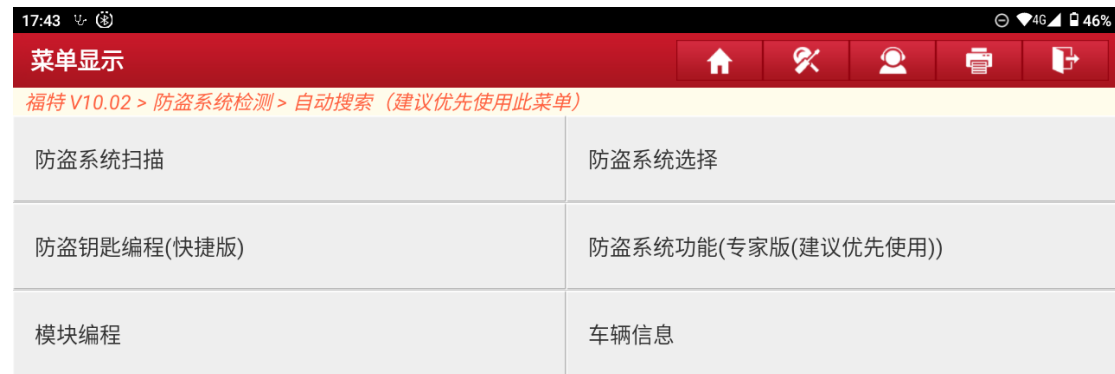 17:43
4G 46%
菜单显示
福特 V10.02 > 防盗系统检测 > 自动搜索（建议优先使用此菜单）
防盗系统扫描
防盗系统选择
防盗钥匙编程(快捷版)
防盗系统功能(专家版(建议优先使用))
模块编程
车辆信息